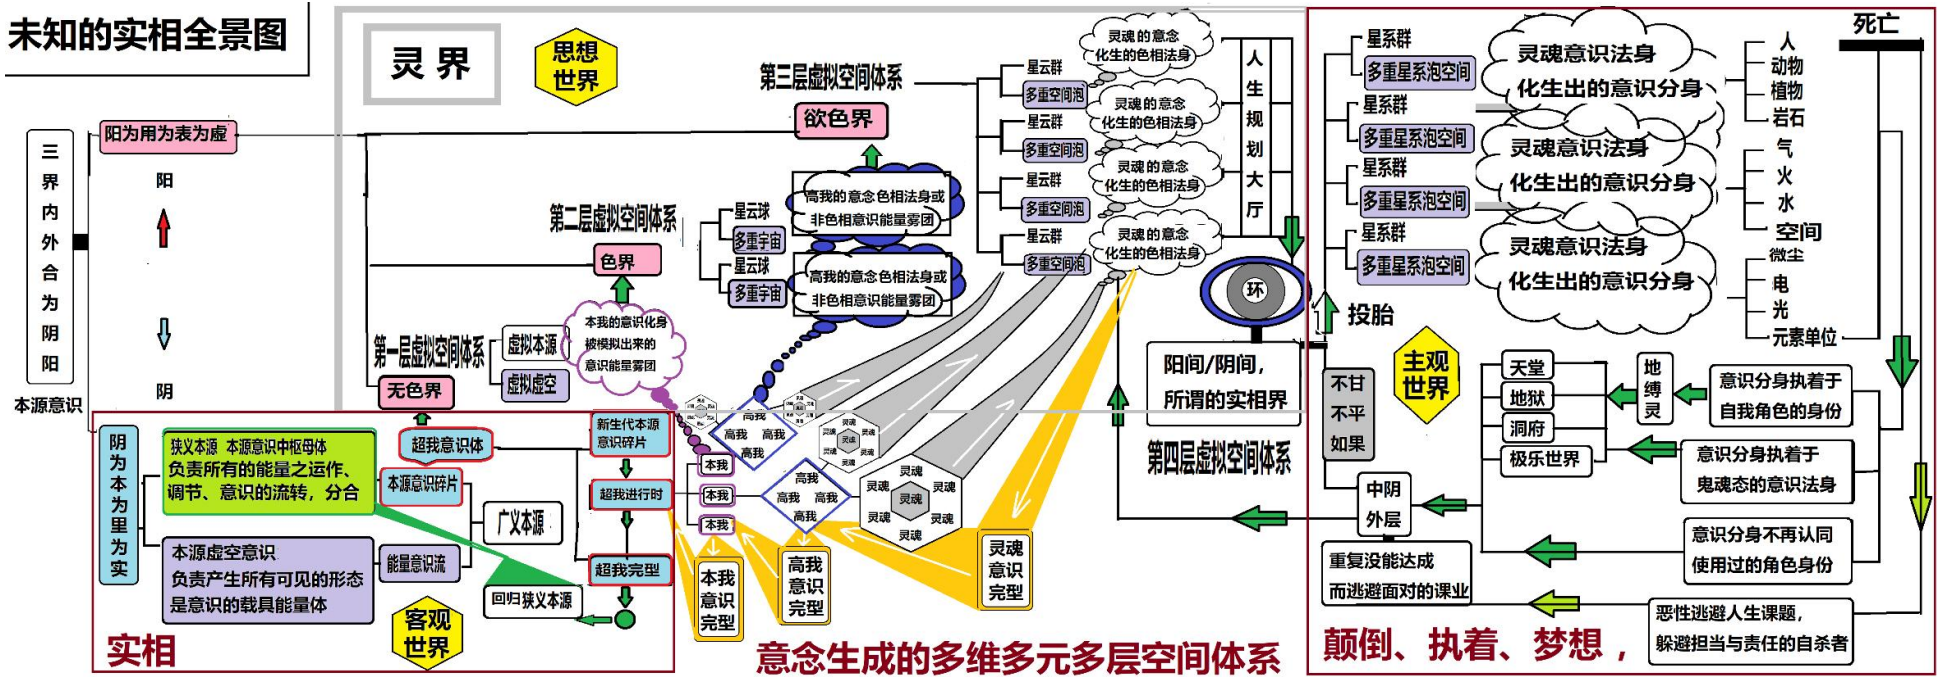 未知的实相全景图
灵界
思想
世界
三界内外合为阴阳
本源意识
阳为用为表为虚
阳
阴
阴为本为里为实
第三层虚拟空间体系
欲色界
第二层虚拟空间体系
色界
第一层虚拟空间体系
无色界
虚拟本源
虚拟虚空
本我的意识化身
被模拟出来的
意识能量雾团
星云球
多重宇宙
星云球
多重宇宙
高我的意念色相法身或
非色相意识能量雾团
高我的意念色相法身或
非色相意识能量雾团
星云群
多重空间泡
星云群
多重空间泡
星云群
多重空间泡
星云群
多重空间泡
灵魂的意念
化生的色相法身
灵魂的意念
化生的色相法身
灵魂的意念
化生的色相法身
灵魂的意念
化生的色相法身
人生规划大厅
环
阳间/阴间，
所谓的实相界
第四层虚拟空间体系
狭义本源 本源意识中枢母体
负责所有的能量之运作、
调节、意识的流转，分合
本源虚空意识
负责产生所有可见的形态
是意识的载具能量体
超我意识体
本源意识碎片
能量意识流
广义本源
回归狭义本源
新生代本源
意识碎片
超我进行时
超我完型
客观
世界
实相
本我
本我
本我
高我
高我 高我
高我
高我
高我 高我
高我
灵魂
灵魂 灵魂
灵魂
灵魂 灵魂
灵魂
灵魂
灵魂 灵魂
灵魂
灵魂 灵魂
灵魂
本我
意识
完型
高我
意识
完型
灵魂
意识
完型
意念生成的多维多元多层空间体系
星系群
多重星系泡空间
星系群
多重星系泡空间
星系群
多重星系泡空间
星系群
多重星系泡空间
灵魂意识法身
化生出的意识分身
灵魂意识法身
化生出的意识分身
灵魂意识法身
化生出的意识分身
人
动物
植物
岩石
气
火
水
空间
微尘
电
光
元素单位
死亡
投胎
主观
世界
不甘
不平
如果
天堂
地狱
洞府
极乐世界
地缚灵
意识分身执着于
自我角色的身份
意识分身执着于
鬼魂态的意识法身
中阴
外层
意识分身不再认同
使用过的角色身份
重复没能达成
而逃避面对的课业
恶性逃避人生课题，
躲避担当与责任的自杀者
颠倒、执着、梦想，